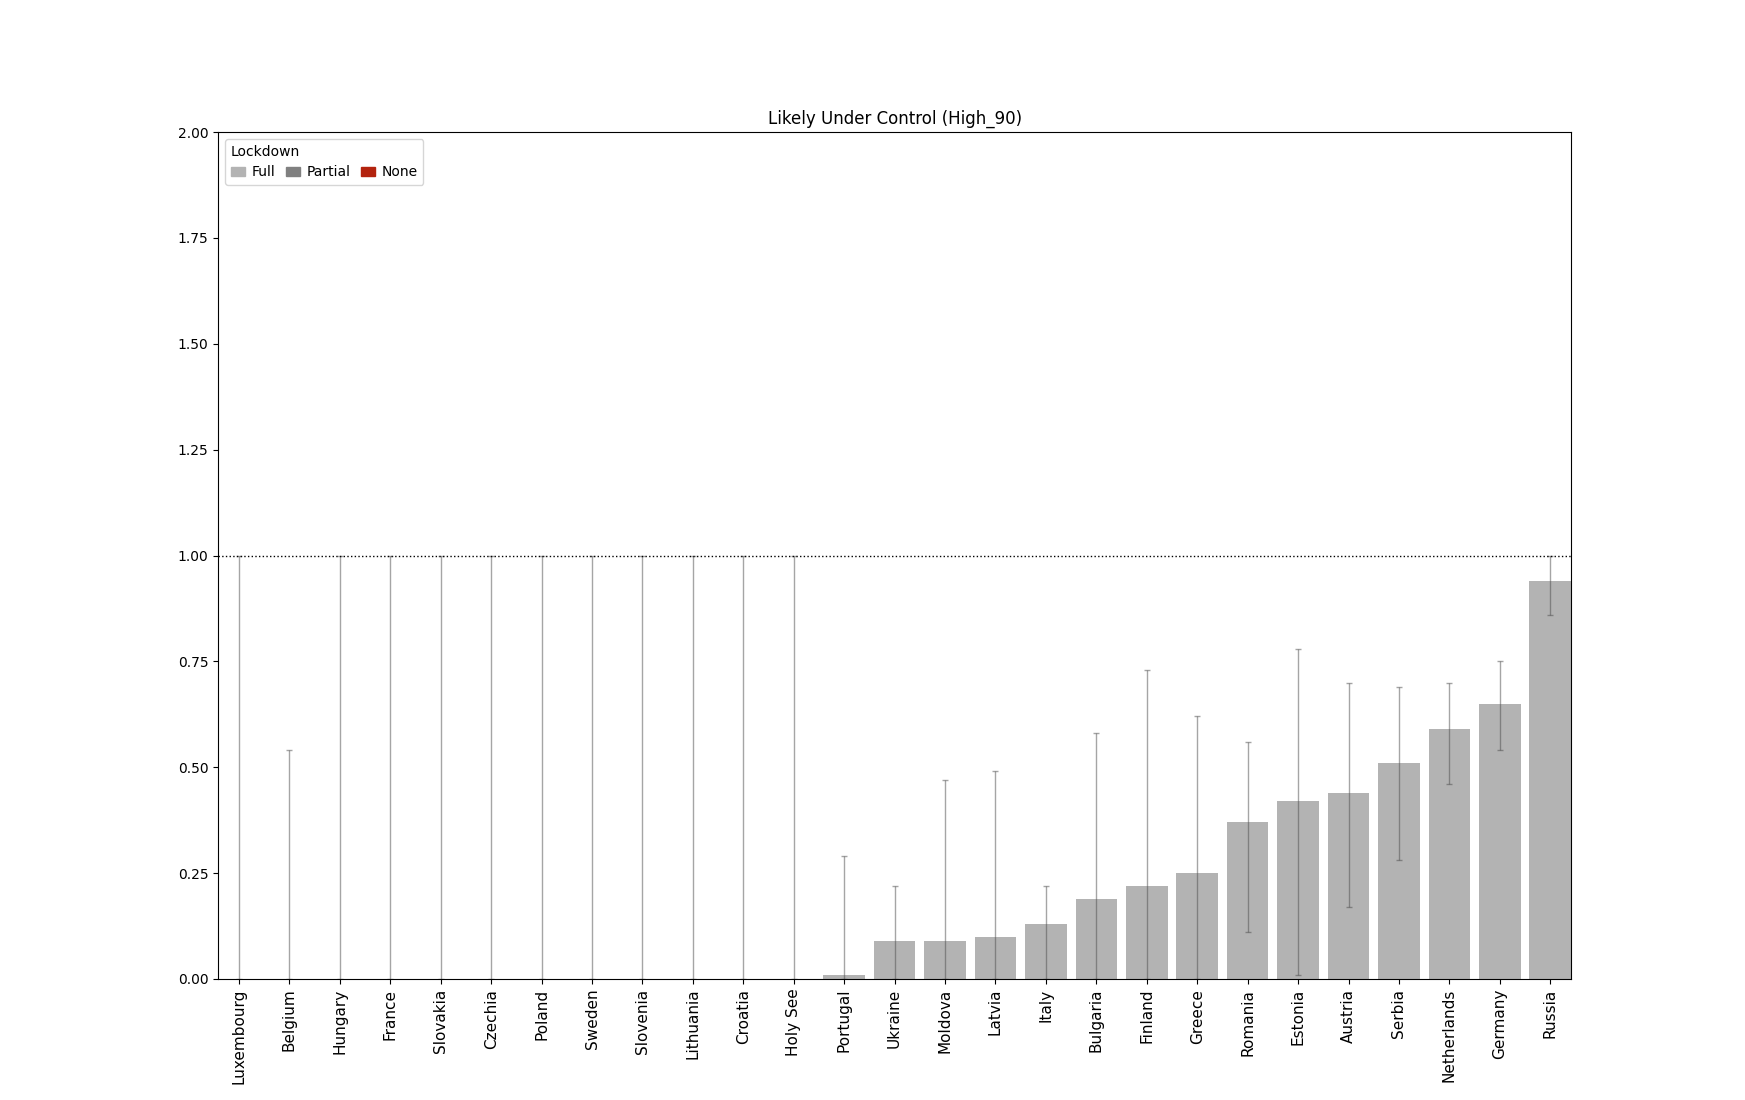 Likely Under Control (High_90)
Lockdown
Full Partial None
2.00
1.75
1.50
1.25
1.00
0.75
0.50
0.25
0.00
Luxembourg
Belgium
Hungary
France
Slovakia
Czechia
Poland
Sweden
Slovenia
Lithuania
Croatia
Holy See
Portugal
Ukraine
Moldova
Latvia
Italy
Bulgaria
Finland
Greece
Romania
Estonia
Austria
Serbia
Netherlands
Germany
Russia